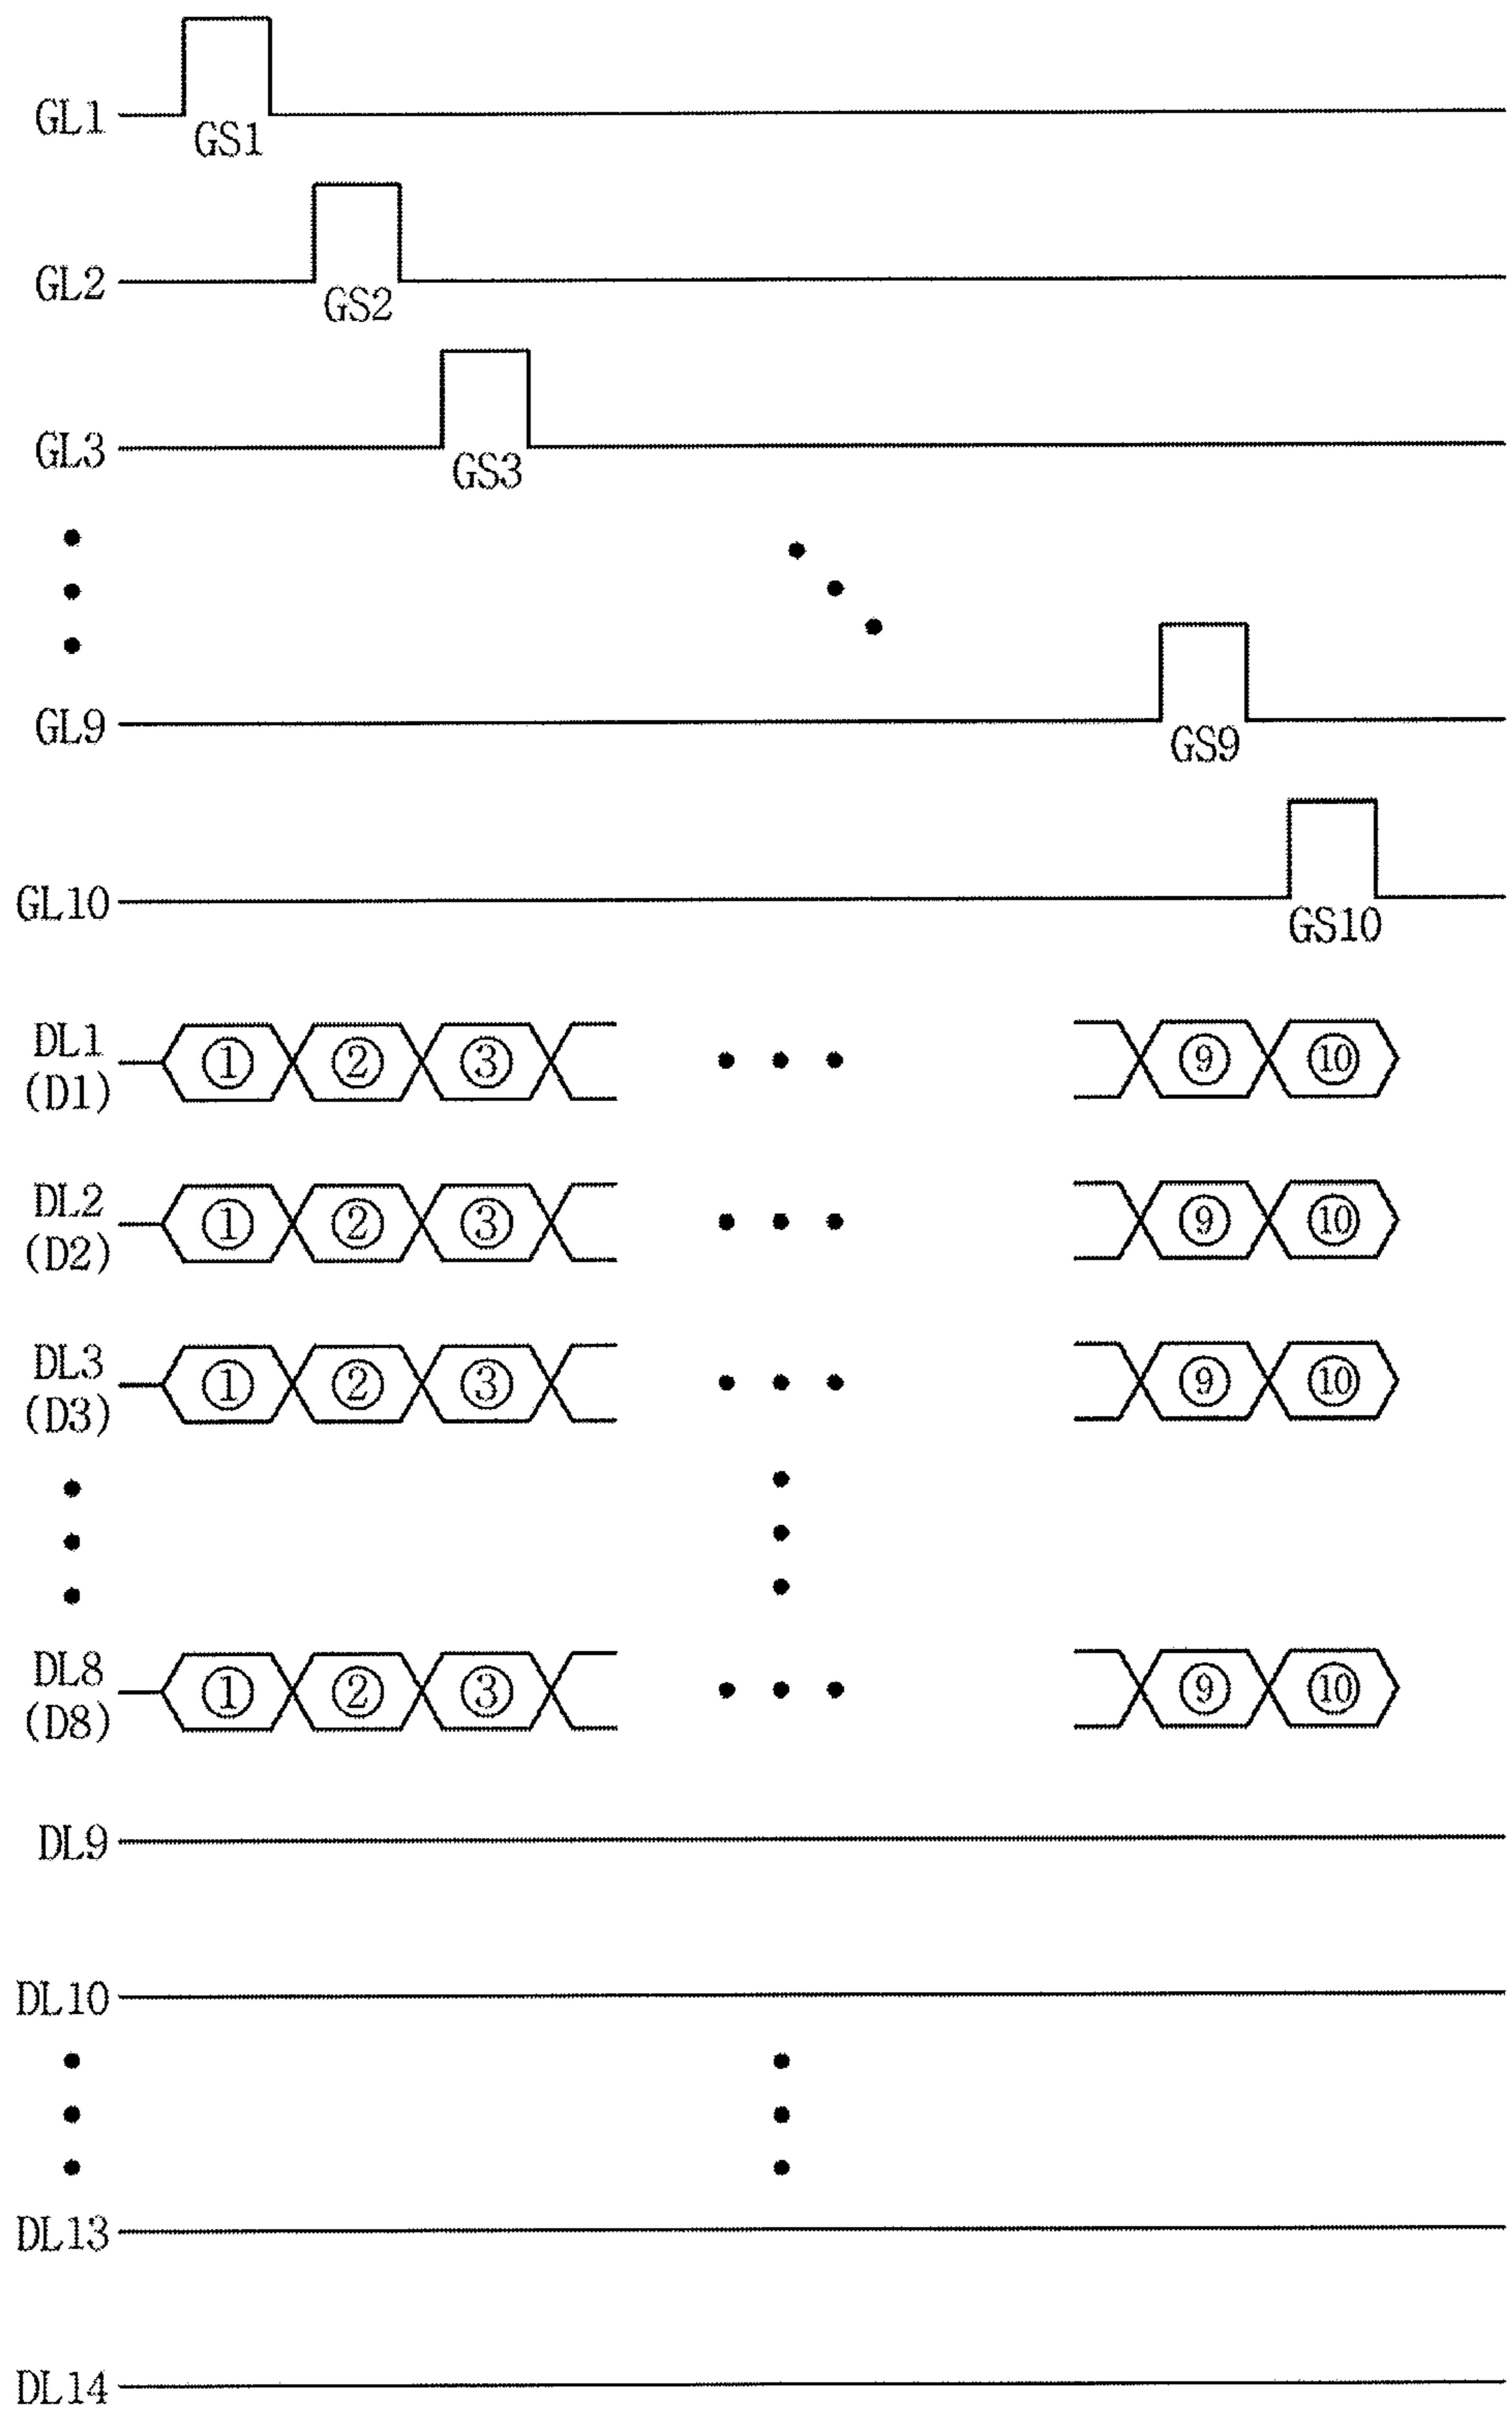 GL1
GS1
GL2
GS2
GL3
GS3
GL9
GS9
GL10
GS10
DL1
(D1)
① ② ③ ⑨ ⑩
DL2
(D2)
① ② ③ ⑨ ⑩
DL3
(D3)
① ② ③ ⑨ ⑩
DL8
(D8)
① ② ③ ⑨ ⑩
DL9
DL10
DL13
DL14